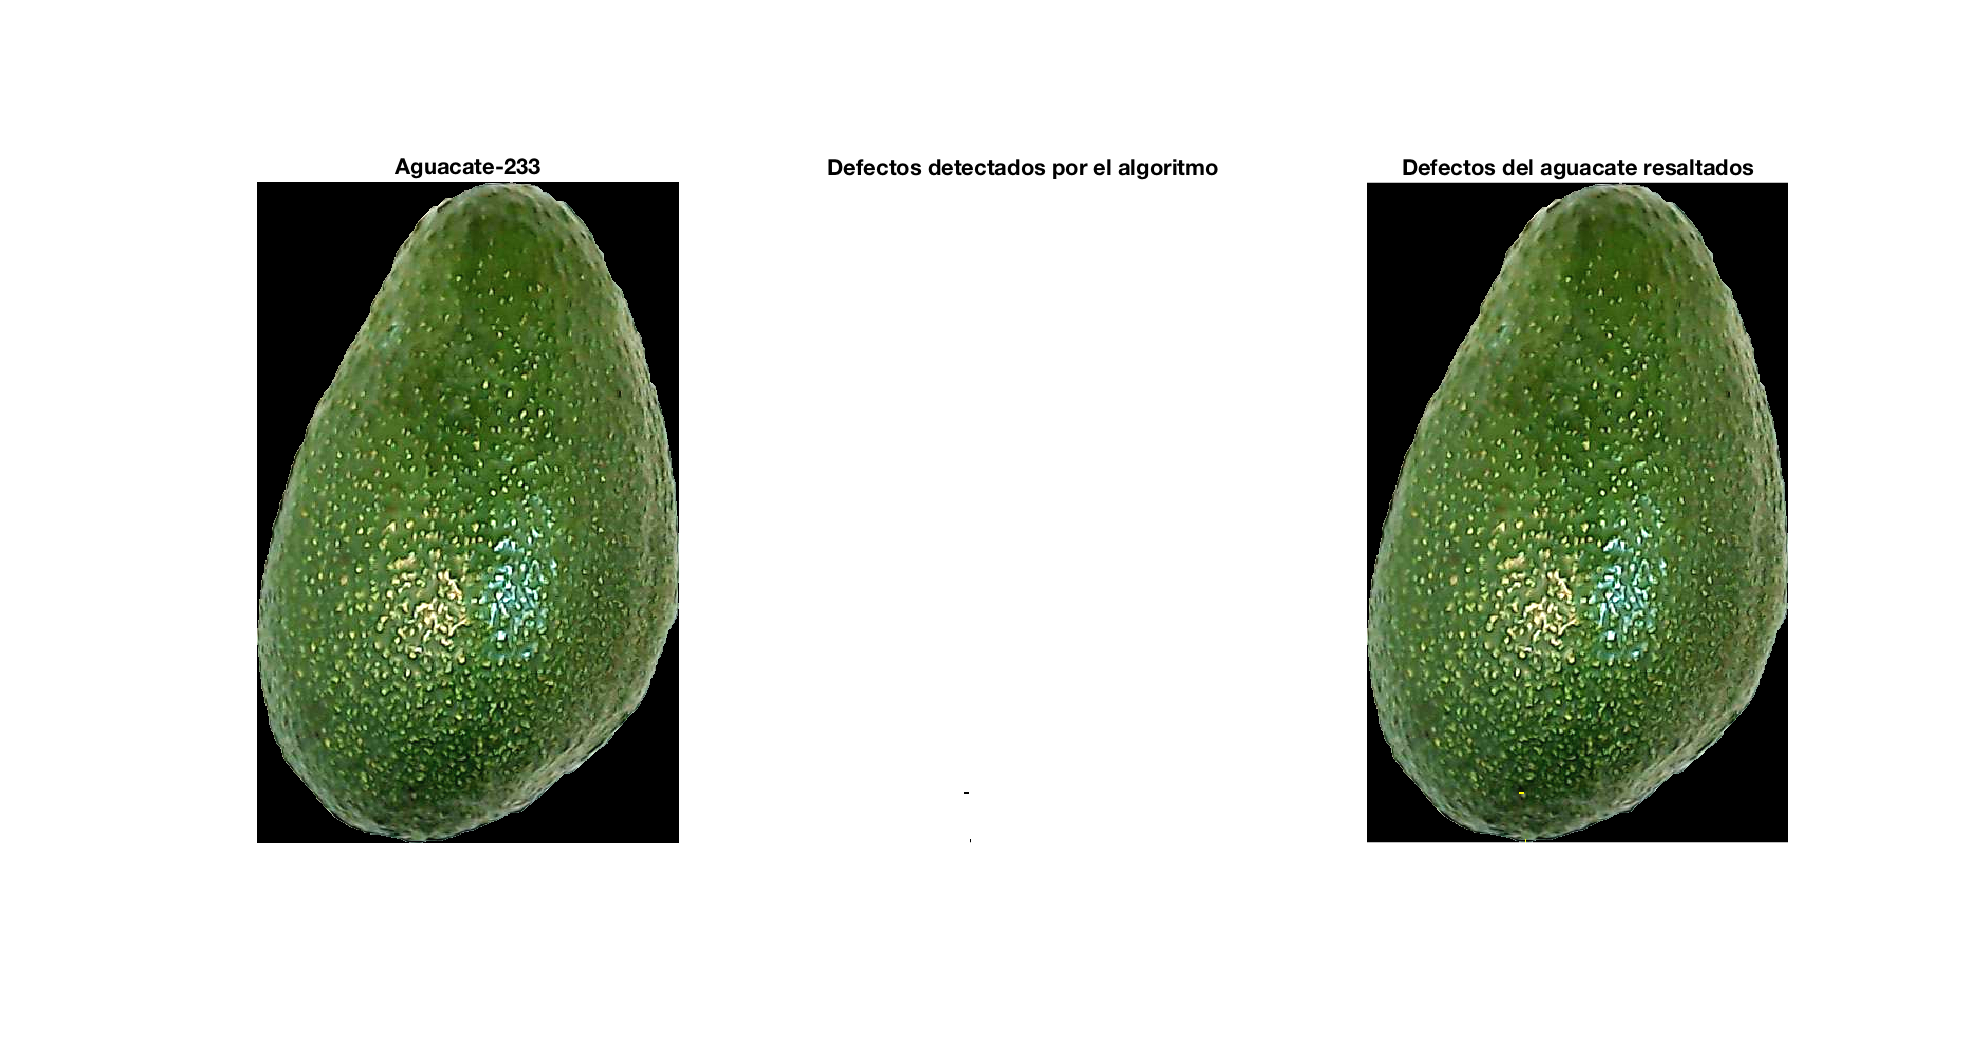 Aguacate-233
Defectos detectados por el algoritmo
Defectos del aguacate resaltados